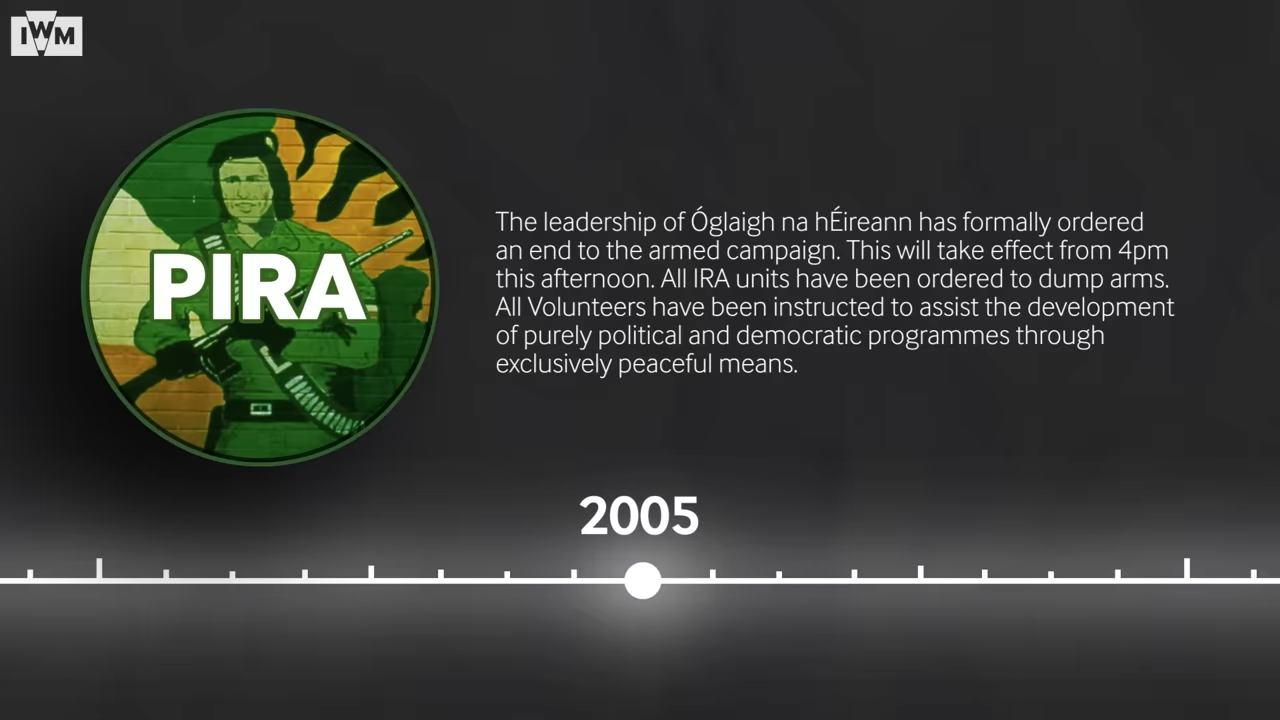 IWM
PIRA
The leadership of Óglaigh na hÉireann has formally ordered
an end to the armed campaign. This will take effect from 4pm
this afternoon. All IRA units have been ordered to dump arms.
All Volunteers have been instructed to assist the development
of purely political and democratic programmes through
exclusively peaceful means.
2005